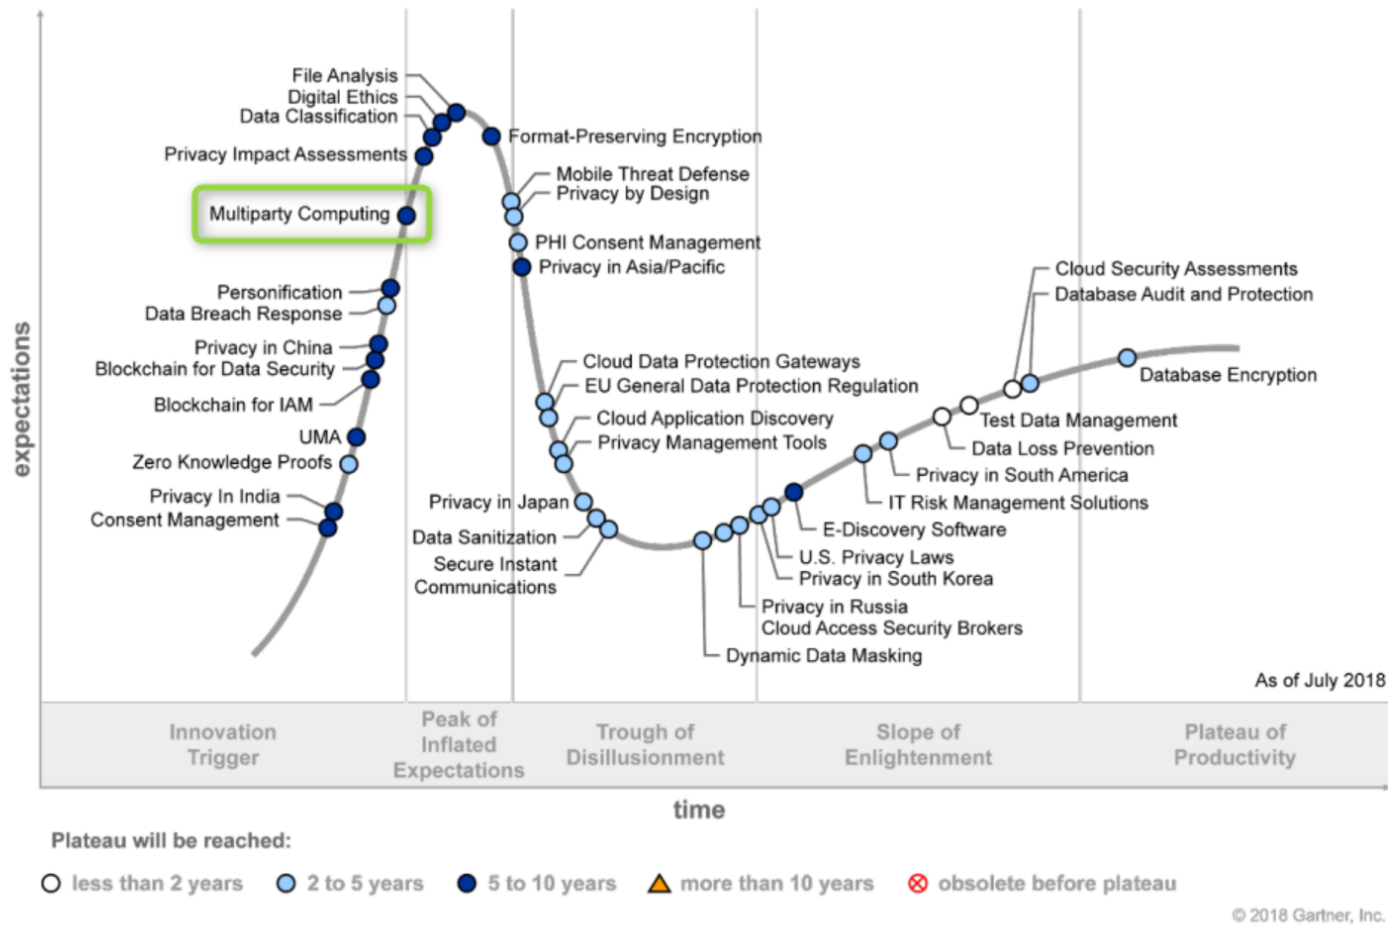 File Analysis
Digital Ethics
Data Classification
Privacy Impact Assessments
Multiparty Computing
Personification
Data Breach Response
Privacy in China
Blockchain for Data Security
Blockchain for IAM
UMA
Zero Knowledge Proofs
Privacy In India
Consent Management
Format-Preserving Encryption
Mobile Threat Defense
Privacy by Design
PHI Consent Management
Privacy in Asia/Pacific
Cloud Data Protection Gateways
EU General Data Protection Regulation
Cloud Application Discovery
Privacy Management Tools
Privacy in Japan
Data Sanitization
Secure Instant
Communications
Cloud Security Assessments
Database Audit and Protection
Database Encryption
Test Data Management
Data Loss Prevention
Privacy in South America
IT Risk Management Solutions
E-Discovery Software
U.S. Privacy Laws
Privacy in South Korea
Privacy in Russia
Cloud Access Security Brokers
Dynamic Data Masking
As of July 2018
expectations
Innovation
Trigger
Peak of
Inflated
Expectations
Trough of
Disillusionment
Slope of
Enlightenment
Plateau of
Productivity
time
Plateau will be reached:
less than 2 years
2 to 5 years
5 to 10 years
more than 10 years
obsolete before plateau
© 2018 Gartner, Inc.